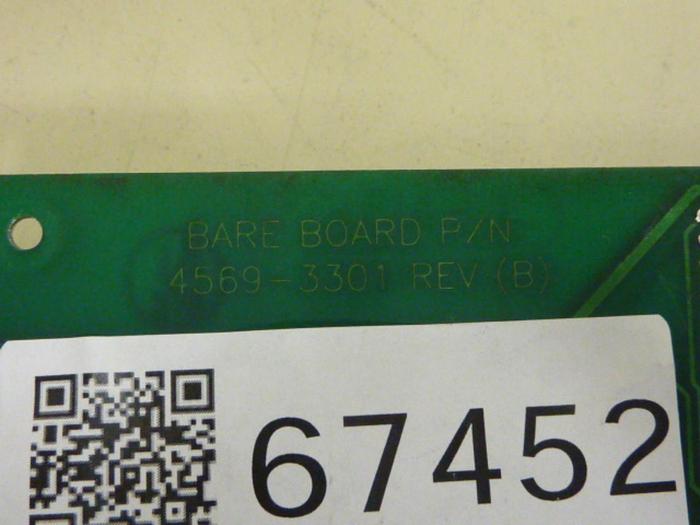 BARE BOARD P/N
4569-3301 REV (B)
67452